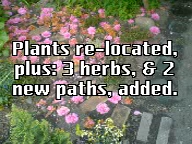 Plants re-located,
plus: 3 herbs, & 2
new paths, added.